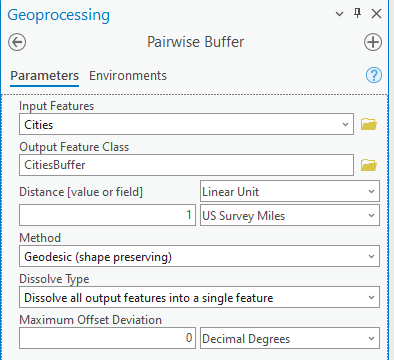 Geoprocessing
Pairwise Buffer
Parameters Environments
?
Input Features
Cities
Output Feature Class
CitiesBuffer
Distance [value or field] Linear Unit
1 US Survey Miles
Method
Geodesic (shape preserving)
Dissolve Type
Dissolve all output features into a single feature
Maximum Offset Deviation
0 Decimal Degrees